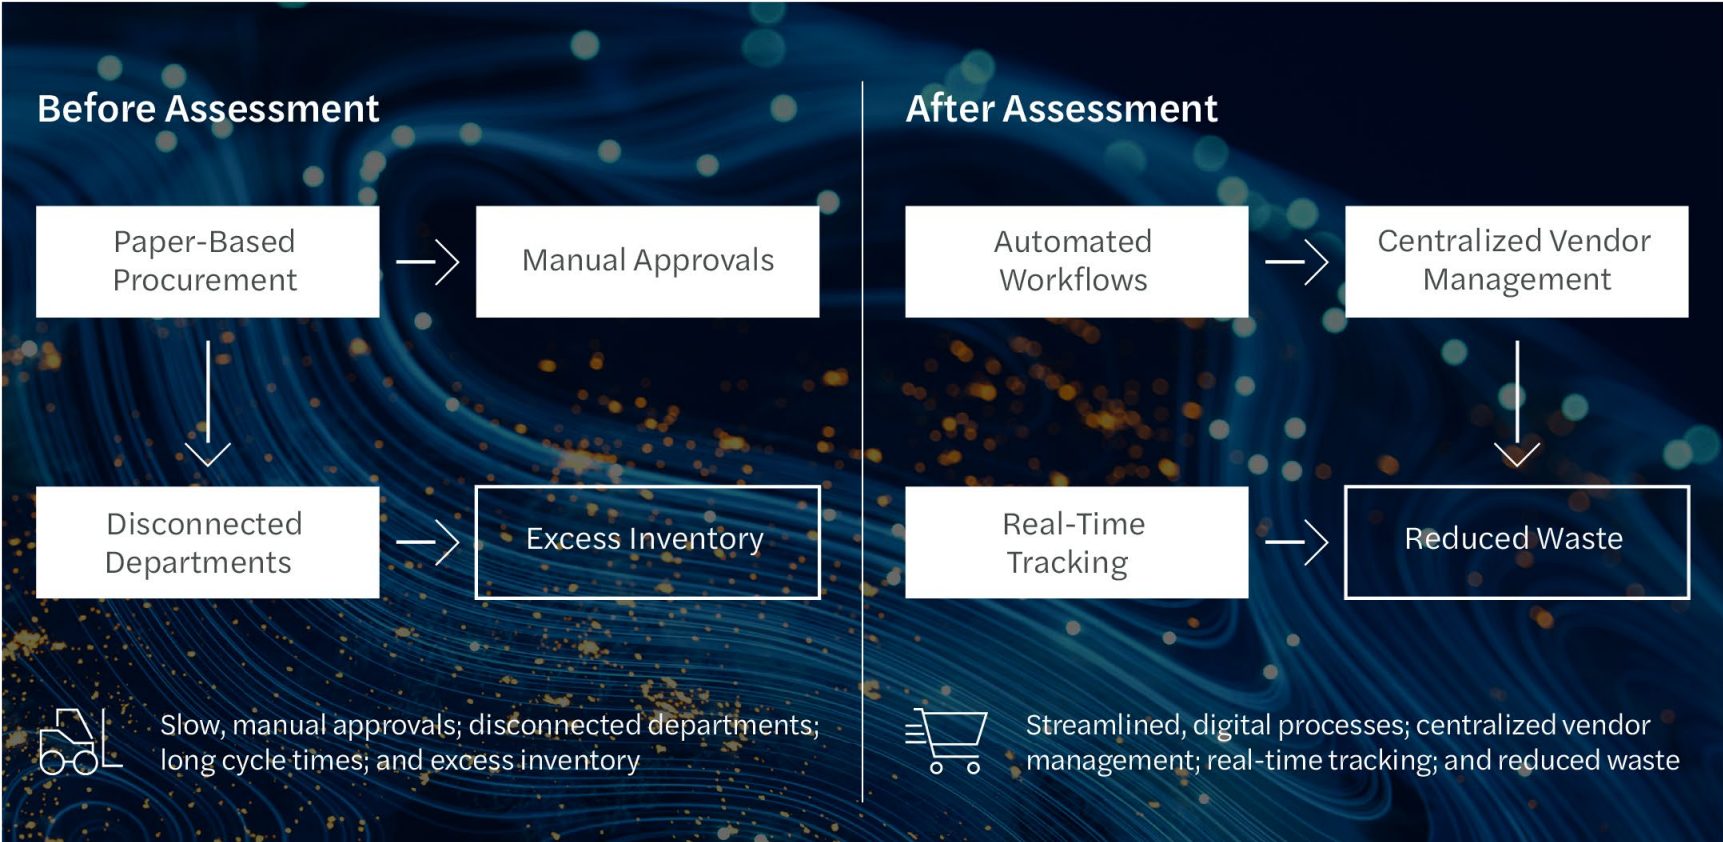 Before Assessment
Paper-Based
Procurement
Manual Approvals
Disconnected
Departments
Excess Inventory
Slow, manual approvals; disconnected departments;
long cycle times; and excess inventory
After Assessment
Automated
Workflows
Centralized Vendor
Management
Real-Time
Tracking
Reduced Waste
Streamlined, digital processes; centralized vendor
management; real-time tracking; and reduced waste